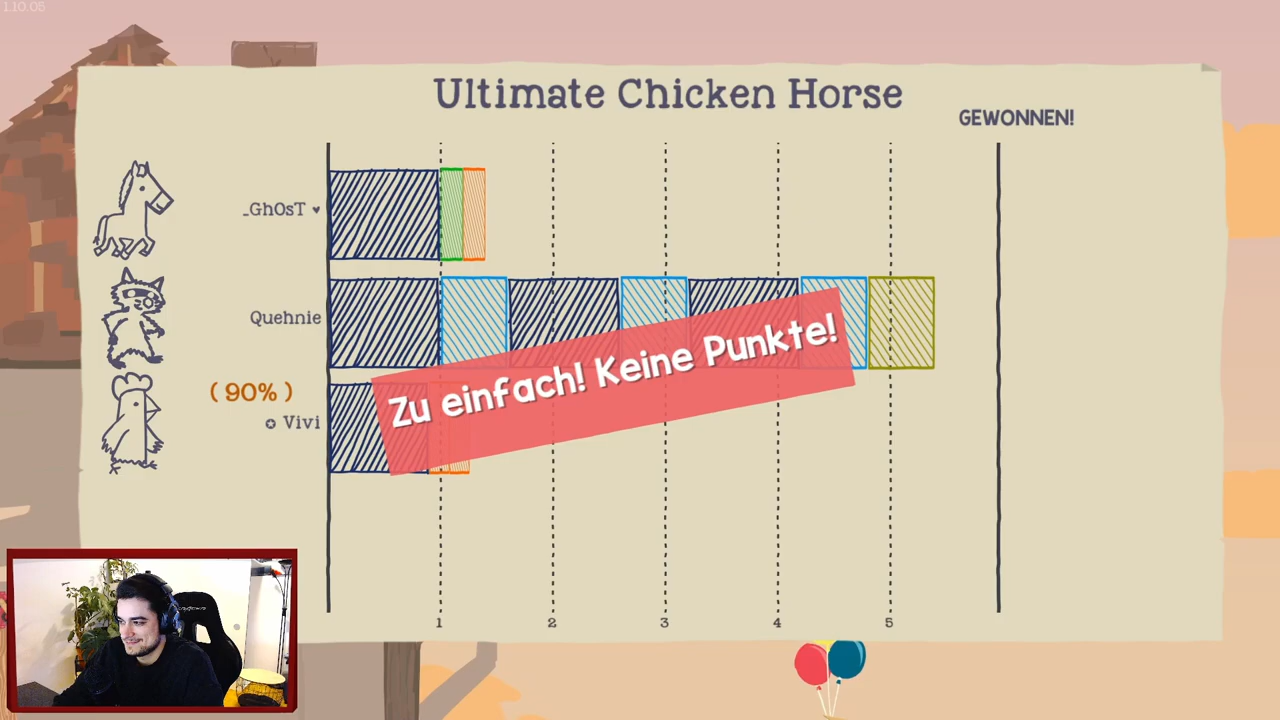 1.10.05
Ultimate Chicken Horse
GEWONNEN!
_GhOsT ♥
Quehnie
( 90% )
✪ Vivi
Zu einfach! Keine Punkte!
1 2 3 4 5